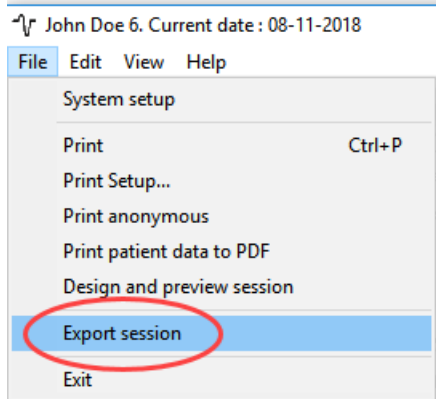 John Doe 6. Current date : 08-11-2018
File Edit View Help
System setup
Print Ctrl+P
Print Setup...
Print anonymous
Print patient data to PDF
Design and preview session
Export session
Exit